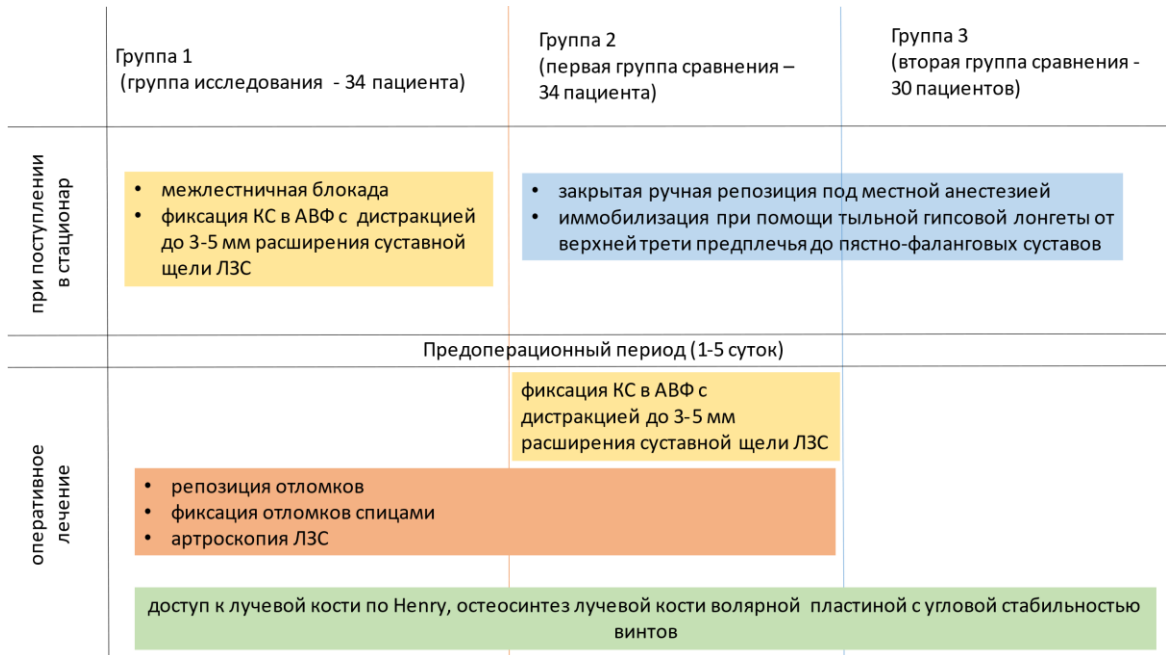 Группа 1
(группа исследования - 34 пациента)
Группа 2
(первая группа сравнения –
34 пациента)
Группа 3
(вторая группа сравнения -
30 пациентов)
при поступлении
в стационар
• межлестничная блокада
• фиксация КС в АВФ с дистракцией
до 3-5 мм расширения суставной
щели ЛЗС
• закрытая ручная репозиция под местной анестезией
• иммобилизация при помощи тыльной гипсовой лонгеты от
верхней трети предплечья до пястно-фаланговых суставов
Предоперационный период (1-5 суток)
оперативное
лечение
фиксация КС в АВФ с
дистракцией до 3-5 мм
расширения суставной щели ЛЗС
• репозиция отломков
• фиксация отломков спицами
• артроскопия ЛЗС
доступ к лучевой кости по Henry, остеосинтез лучевой кости волярной пластиной с угловой стабильностью
винтов